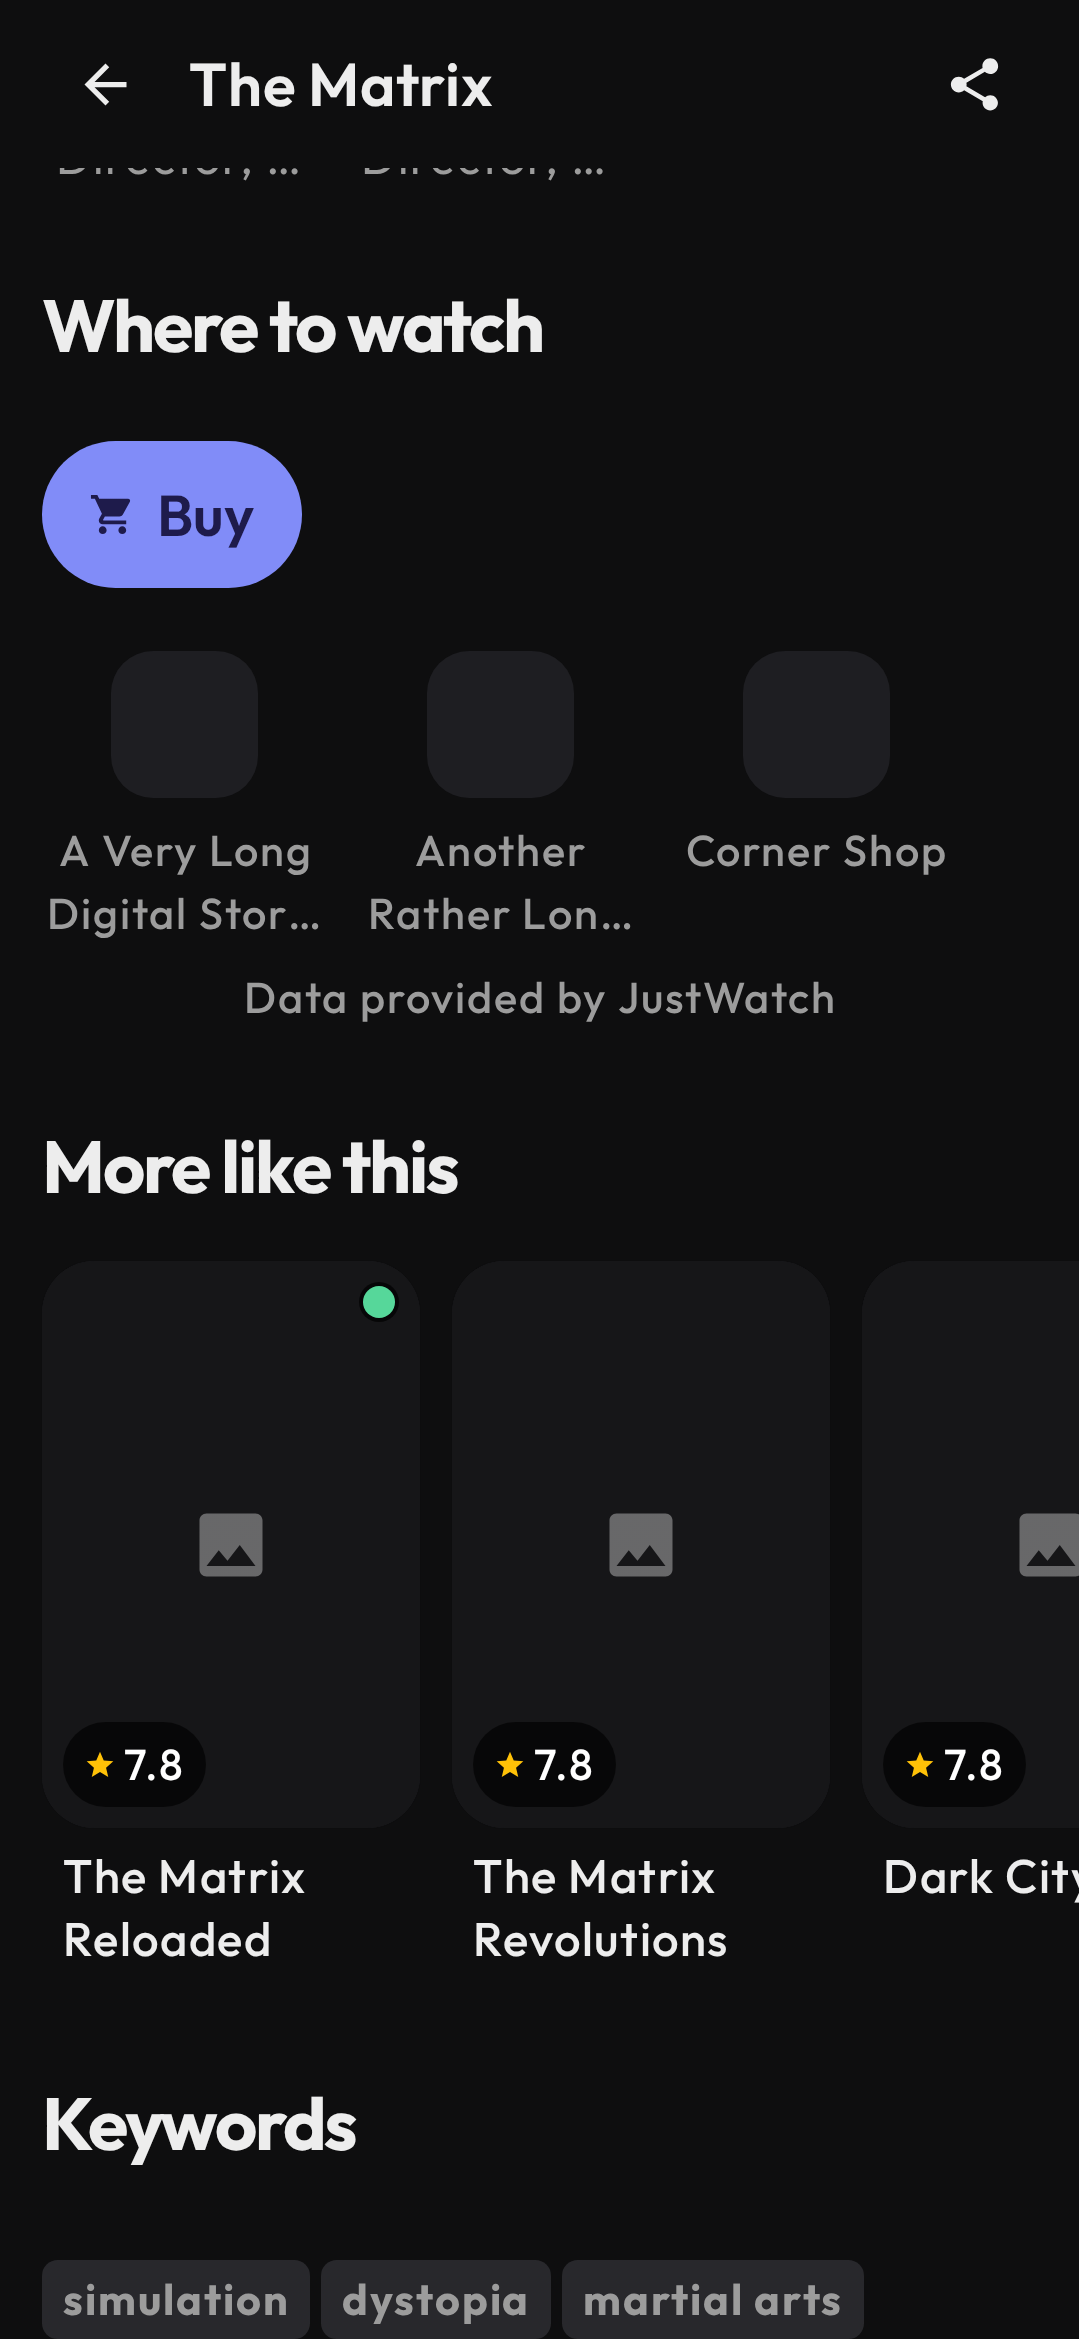 The Matrix
Director, ... Director, ...
Where to watch
Buy
A Very Long
Digital Stor...
Another
Rather Lon...
Corner Shop
Data provided by JustWatch
More like this
7.8
The Matrix
Reloaded
7.8
The Matrix
Revolutions
7.8
Dark City
Keywords
simulation dystopia martial arts